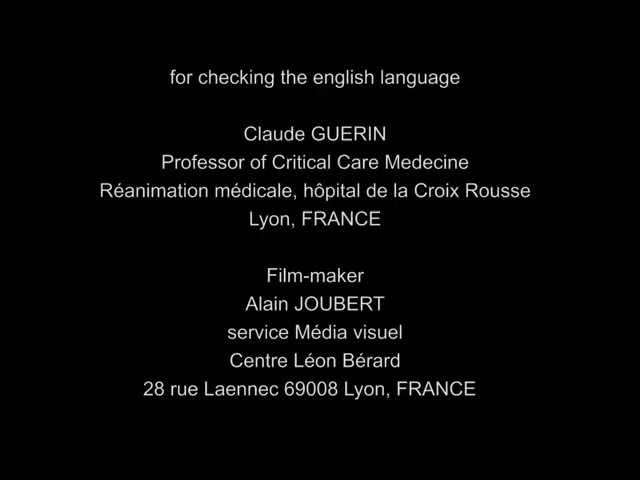 for checking the english language
Claude GUERIN
Professor of Critical Care Medecine
Réanimation médicale, hôpital de la Croix Rousse
Lyon, FRANCE
Film-maker
Alain JOUBERT
service Média visuel
Centre Léon Bérard
28 rue Laennec 69008 Lyon, FRANCE